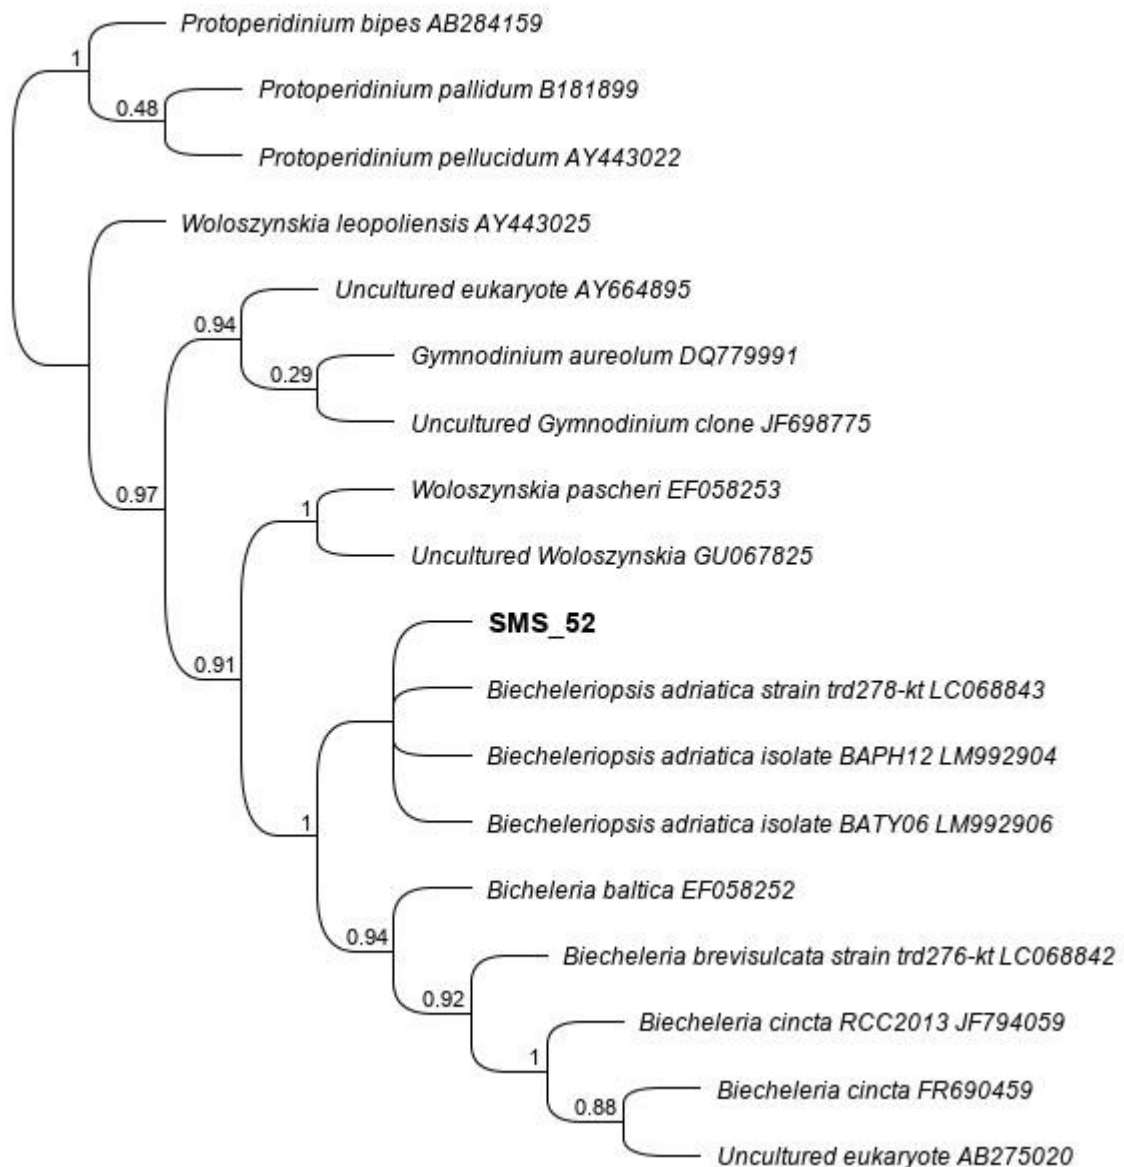 Protoperidinium bipes AB284159
1
Protoperidinium pallidum B181899
0.48
Protoperidinium pellucidum AY443022
Woloszynskia leopoliensis AY443025
Uncultured eukaryote AY664895
0.94
Gymnodinium aureolum DQ779991
0.29
Uncultured Gymnodinium clone JF698775
Woloszynskia pascheri EF058253
0.97
1
Uncultured Woloszynskia GU067825
SMS_52
0.91
Biecheleriopsis adriatica strain trd278-kt LC068843
Biecheleriopsis adriatica isolate BAPH12 LM992904
1
Biecheleriopsis adriatica isolate BATY06 LM992906
Bicheleria baltica EF058252
0.94
Biecheleria brevisulcata strain trd276-kt LC068842
0.92
Biecheleria cincta RCC2013 JF794059
1
Biecheleria cincta FR690459
0.88
Uncultured eukaryote AB275020